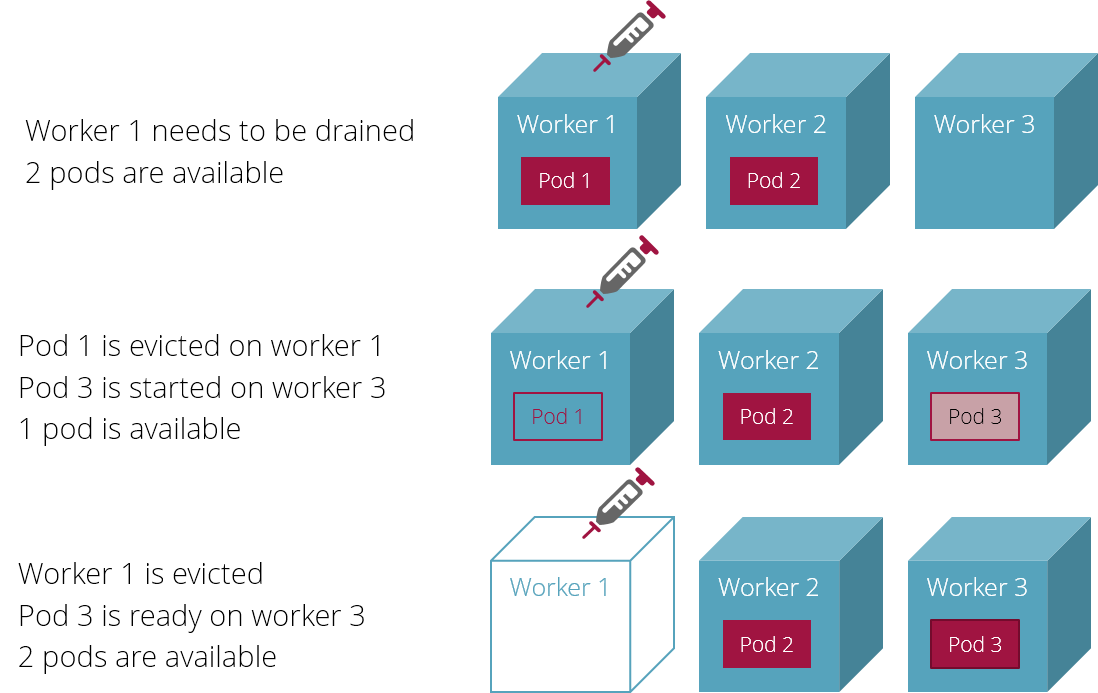 Worker 1 needs to be drained
2 pods are available
Worker 1
Pod 1
Worker 2
Pod 2
Worker 3
Pod 1 is evicted on worker 1
Pod 3 is started on worker 3
1 pod is available
Worker 1
Pod 1
Worker 2
Pod 2
Worker 3
Pod 3
Worker 1 is evicted
Pod 3 is ready on worker 3
2 pods are available
Worker 1
Worker 2
Pod 2
Worker 3
Pod 3